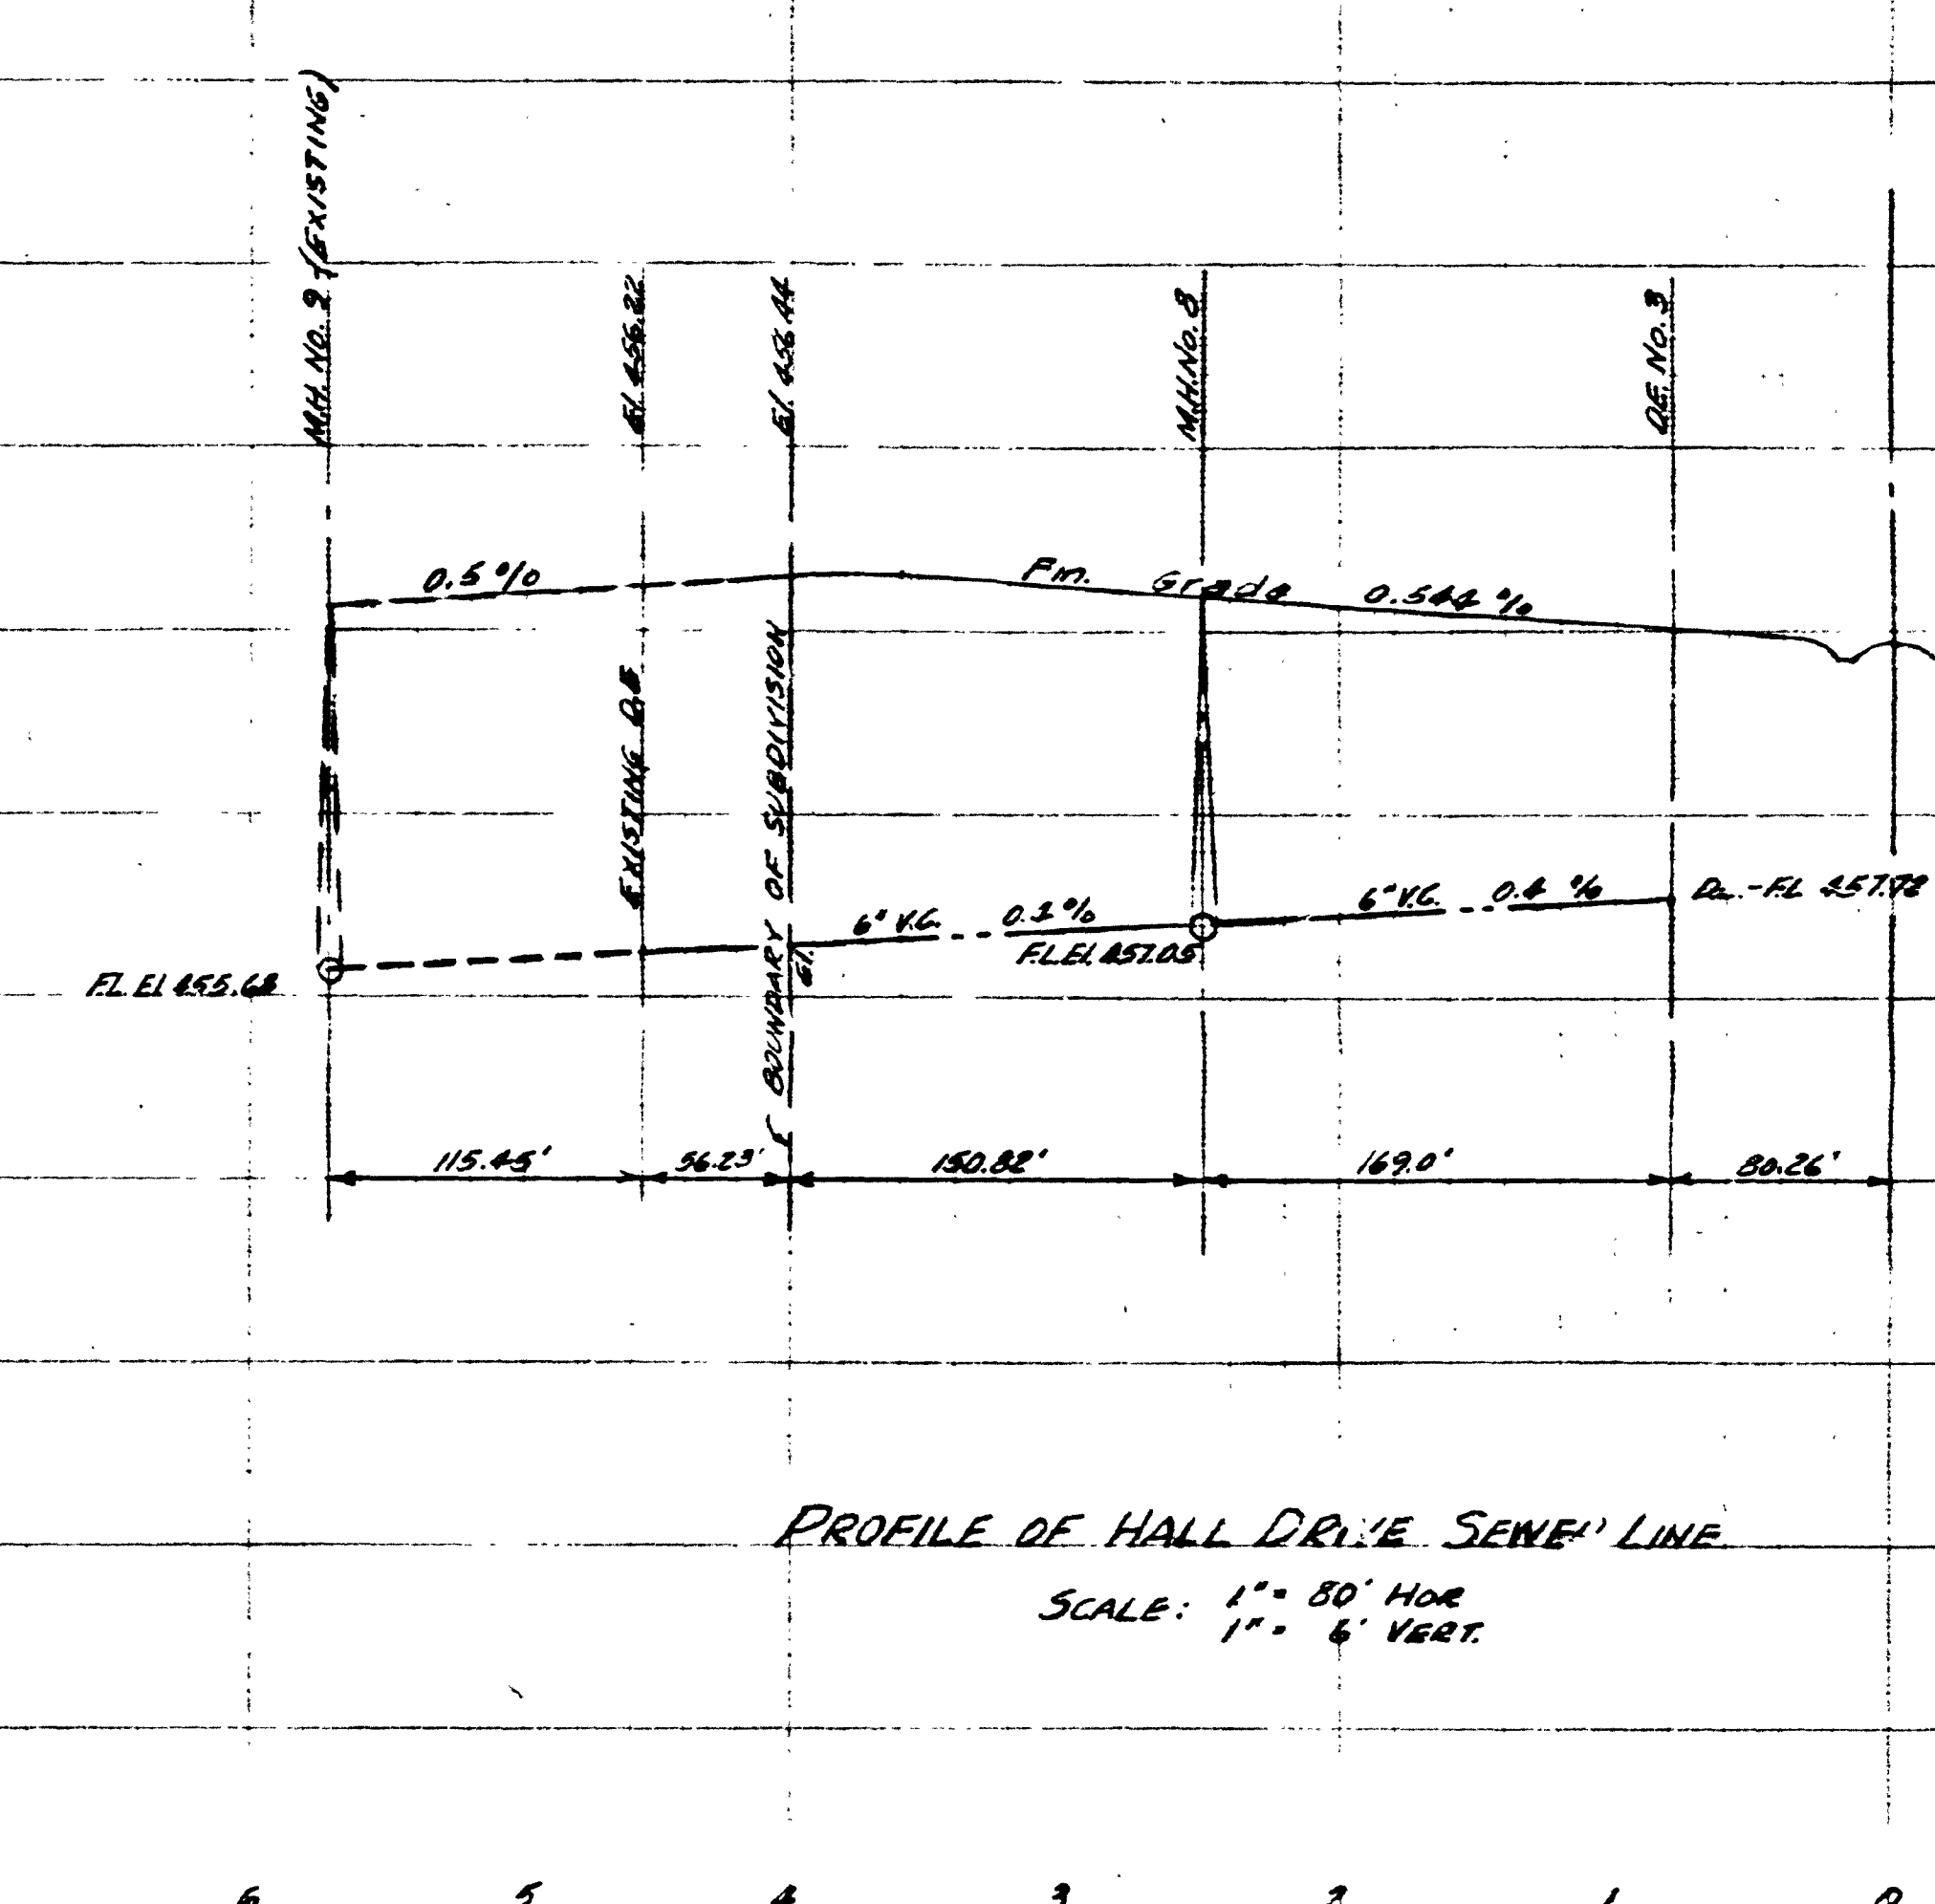 M.H. NO. 9 (EXISTING)
El. 456.22
El. 456.44
M.H. No. 8
D.E. No. 3
0.5 %
Fin. Grade
0.544 %
EXISTING D.E.
E BOUNDARY OF SUBDIVISION
El.
6" V.C. 0.4 %
6" V.C. 0.4 %
F.L. El. 457.05
F.L. El 455.68
115.45'
56.23'
150.82'
169.0'
80.26'
PROFILE OF HALL DRIVE SEWER LINE
SCALE: 1" = 80' HOR
1" = 6' VERT.
6 5 4 3 2 1 0